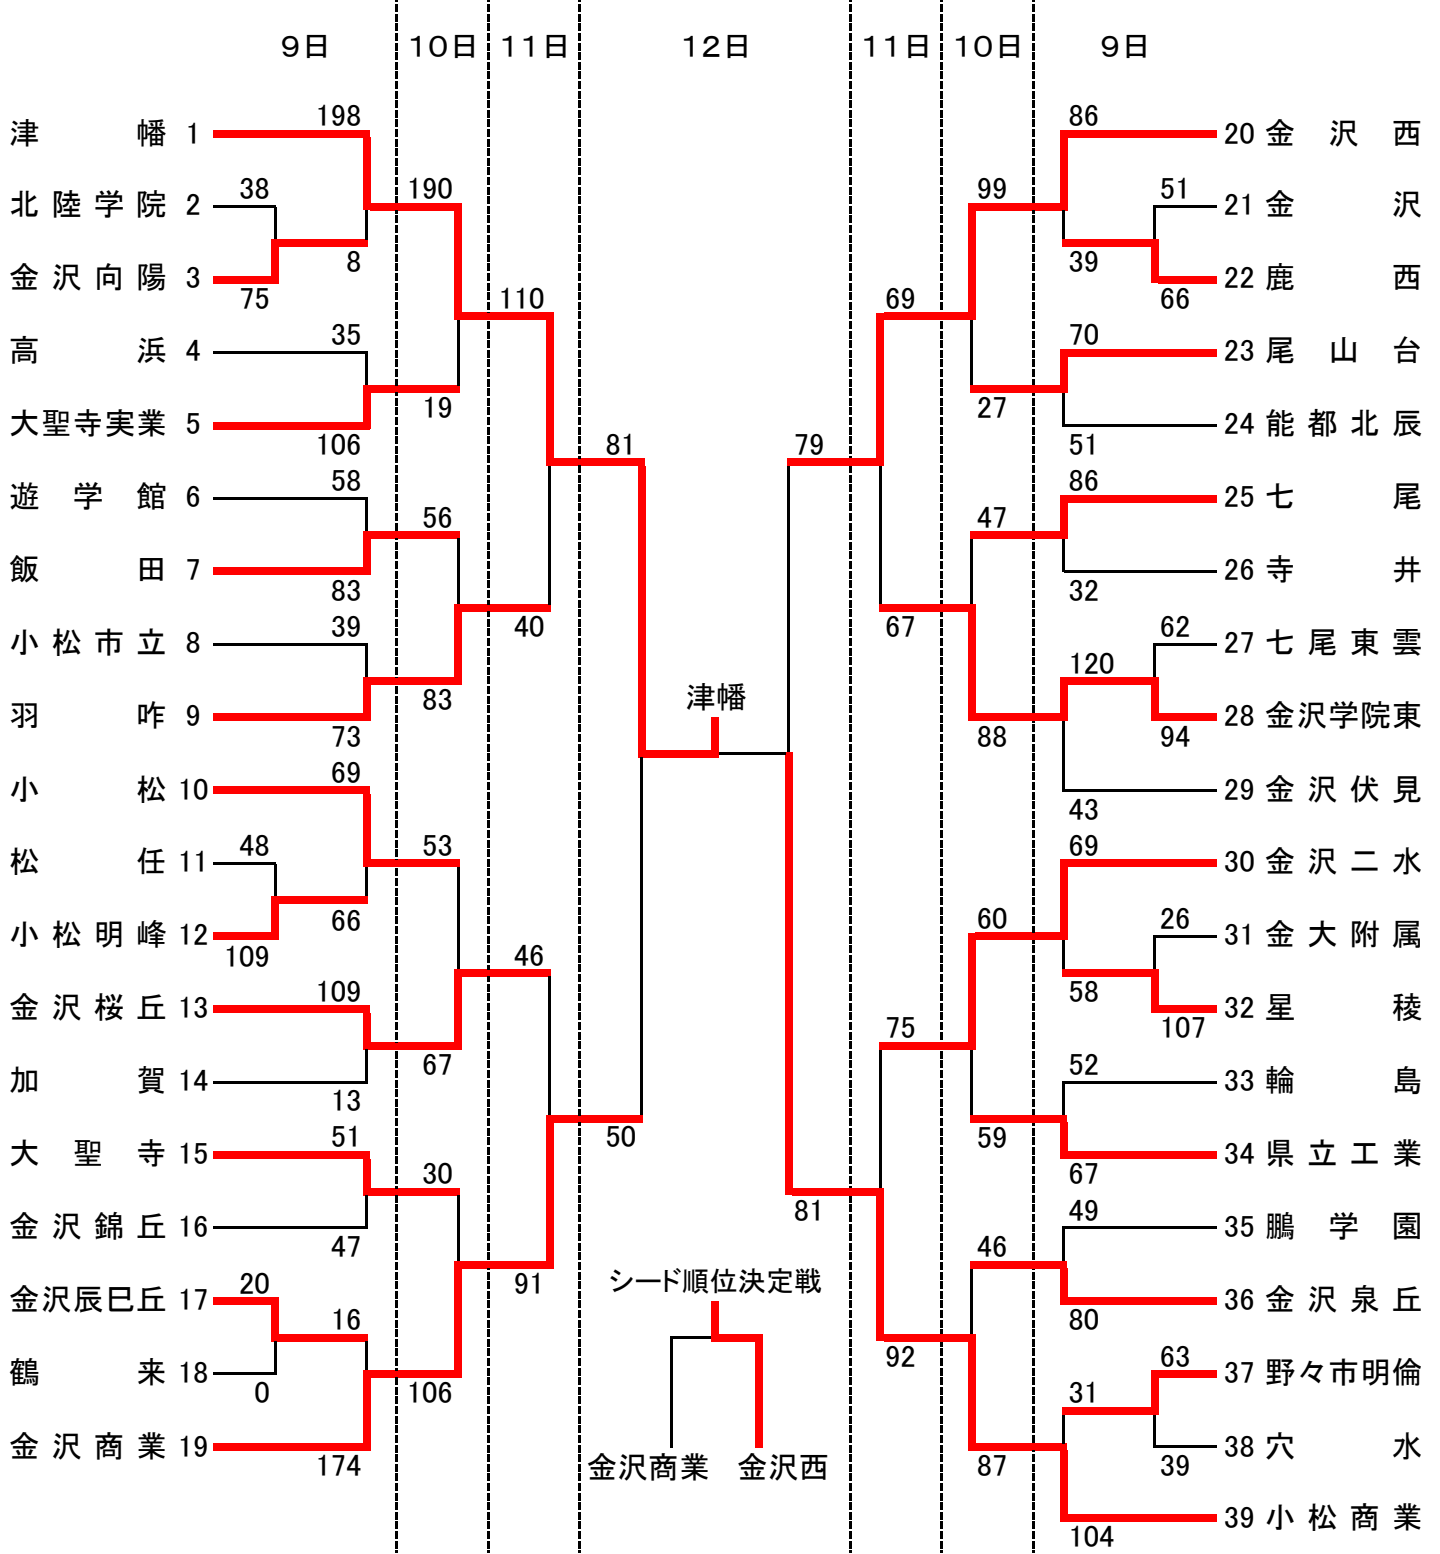 9日 10日 11日 12日 11日 10日 9日
198 86
津幡 1 20 金沢西
38 190 99 51
北陸学院 2 21 金沢
8 39
金沢向陽 3 22 鹿西
75 110 69 66
35 70
高浜 4 23 尾山台
19 27
大聖寺実業 5 24 能都北辰
106 81 79 51
58 86
遊学館 6 25 七尾
56 47
飯田 7 26 寺井
83 32
39 40 67 62
小松市立 8 27 七尾東雲
120
83 津幡
羽咋 9 28 金沢学院東
73 88 94
69
小松 10 29 金沢伏見
43
48 53 69
松任 11 30 金沢二水
66 60 26
小松明峰 12 31 金大附属
109 46
109 58
金沢桜丘 13 32 星稜
75 107
67 52
加賀 14 33 輪島
13
51 50 59
大聖寺 15 34 県立工業
30 67
81 49
金沢錦丘 16 35 鵬学園
47 46
20 91 シード順位決定戦
金沢辰巳丘 17 36 金沢泉丘
16 80
92 63
鶴来 18 37 野々市明倫
0 106 31
金沢商業 19 38 穴水
174 金沢商業 金沢西 87 39
39 小松商業
104